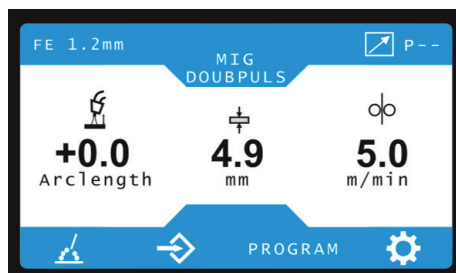 FE 1.2mm
MIG
DOUBPULS
P--
+0.0
Arclength
4.9
mm
5.0
m/min
PROGRAM